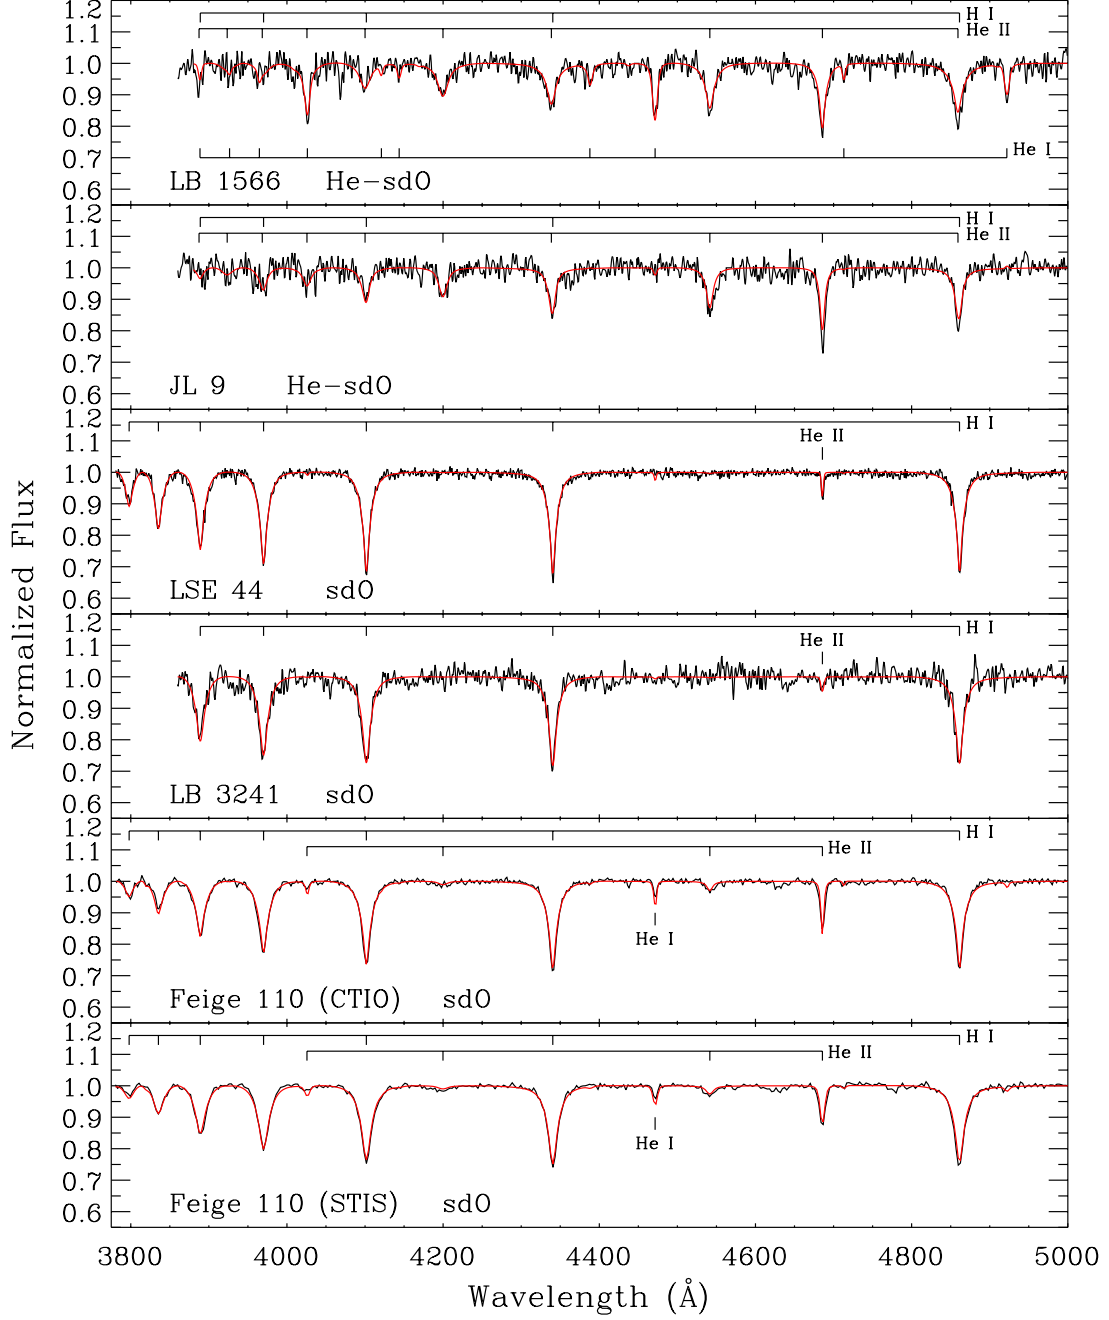 1.2
H I
1.1
He II
1.0
0.9
0.8
0.7
He I
0.6
LB 1566 He-sdO
1.2
H I
1.1
He II
1.0
0.9
0.8
0.7
0.6
JL 9 He-sdO
1.2
H I
1.1
He II
1.0
0.9
0.8
0.7
0.6
LSE 44 sdO
1.2
H I
1.1
He II
1.0
0.9
0.8
0.7
0.6
LB 3241 sdO
1.2
H I
1.1
He II
1.0
0.9
0.8
He I
0.7
0.6
Feige 110 (CTIO) sdO
1.2
H I
1.1
He II
1.0
0.9
0.8
He I
0.7
0.6
Feige 110 (STIS) sdO
3800 4000 4200 4400 4600 4800 5000
Wavelength (Å)
Normalized Flux